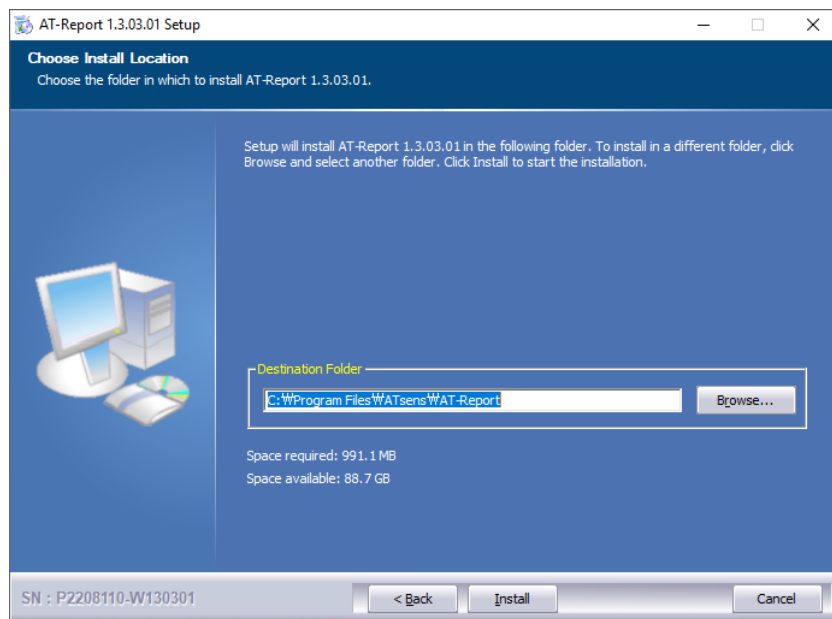 AT-Report 1.3.03.01 Setup
Choose Install Location
Choose the folder in which to install AT-Report 1.3.03.01.
Setup will install AT-Report 1.3.03.01 in the following folder. To install in a different folder, click
Browse and select another folder. Click Install to start the installation.
Destination Folder
C:₩Program Files₩ATsens₩AT-Report
Browse...
Space required: 991.1 MB
Space available: 88.7 GB
SN : P2208110-W130301
< Back
Install
Cancel